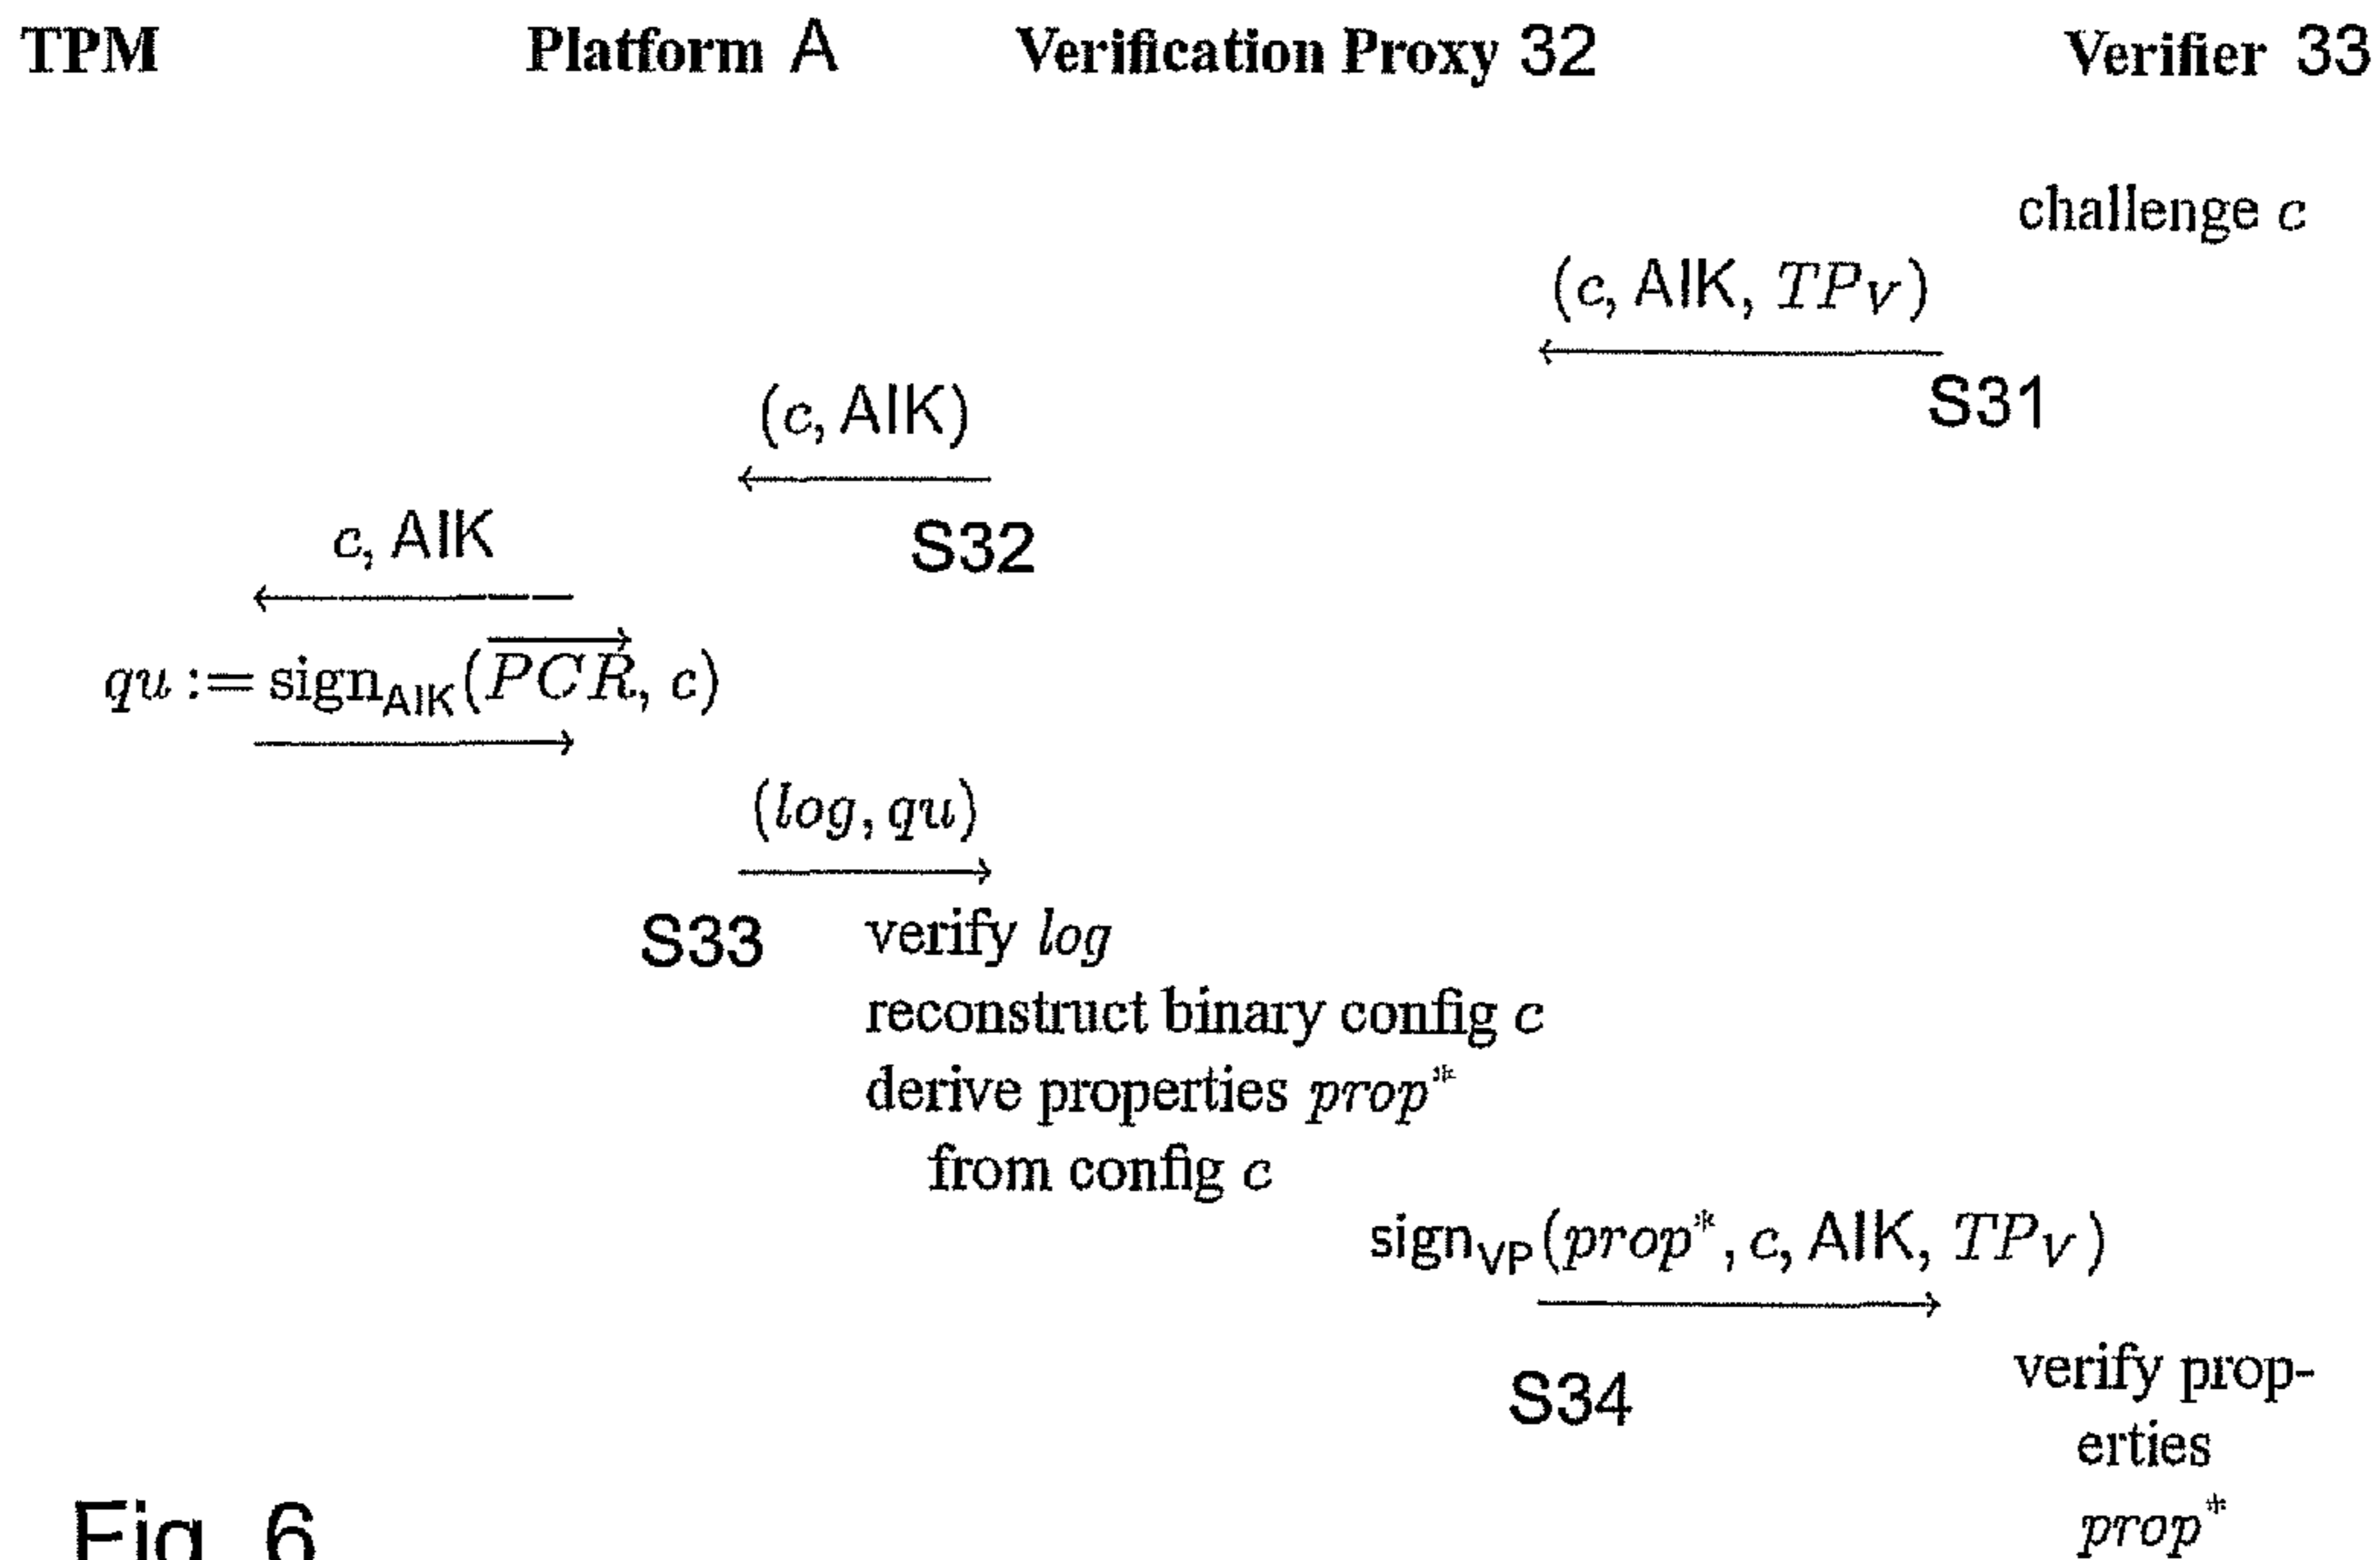 TPM Platform A Verification Proxy 32 Verifier 33
challenge c
(c, AIK, TP_V)
S31
(c, AIK)
S32
c, AIK
qu := sign_AIK(\overrightarrow{PCR}, c)
(log, qu)
S33
verify log
reconstruct binary config c
derive properties prop*
from config c
sign_VP(prop*, c, AIK, TP_V)
S34
verify prop-
erties
prop*
Fig. 6